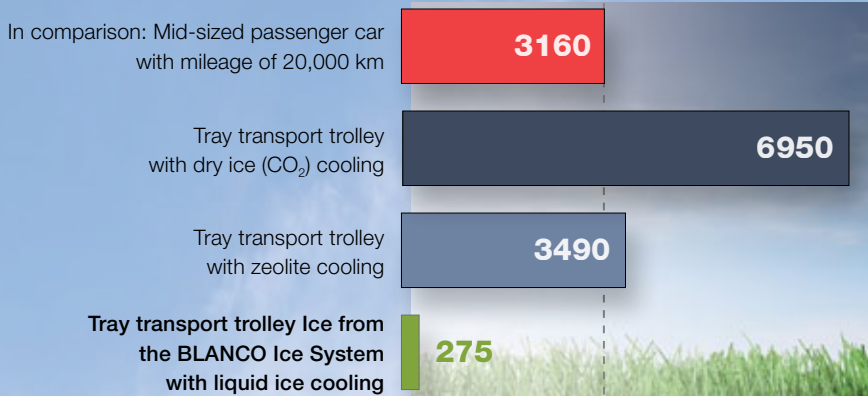 In comparison: Mid-sized passenger car
with mileage of 20,000 km
3160
Tray transport trolley
with dry ice (CO₂) cooling
6950
Tray transport trolley
with zeolite cooling
3490
Tray transport trolley Ice from
the BLANCO Ice System
with liquid ice cooling
275